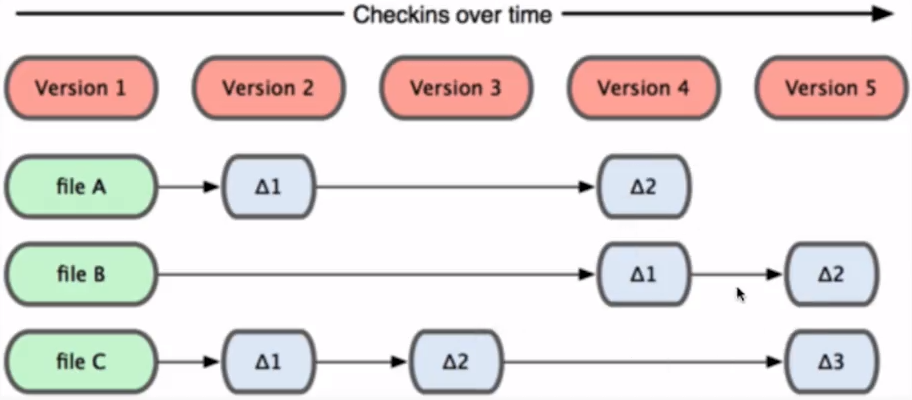 Checkins over time
Version 1 Version 2 Version 3 Version 4 Version 5
file A Δ1 Δ2
file B Δ1 Δ2
file C Δ1 Δ2 Δ3